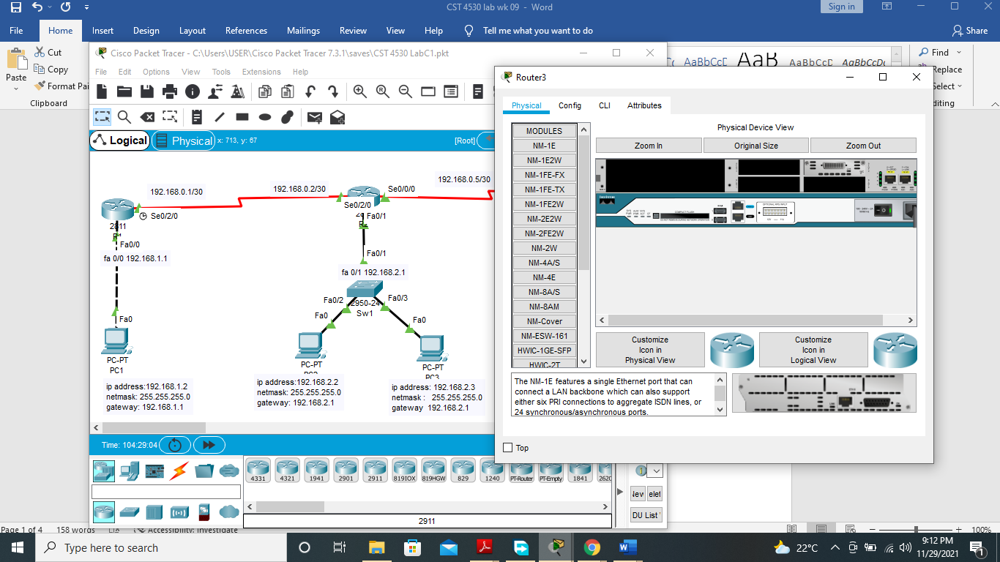 CST 4530 lab wk 09 - Word
Sign in
File Home Insert Design Layout References Mailings Review View Help Tell me what you want to do Share
Paste
Cut
Copy
Format Pai
Clipboard
AaBbCcD AaB AaBbCcD AaBbCcDc
Find
Replace
Select
diting
Cisco Packet Tracer - C:\Users\USER\Cisco Packet Tracer 7.3.1\saves\CST 4530 LabC1.pkt
File Edit Options View Tools Extensions Help
Logical Physical x: 713, y: 67 [Root]
192.168.0.1/30
192.168.0.2/30
192.168.0.5/30
Se0/0/0
Se0/2/0
Se0/2/0
2811
Fa0/1
R2
Fa0/0
fa 0/0 192.168.1.1
Fa0/1
fa 0/1 192.168.2.1
Fa0/2
Fa0/3
2950-24
Sw1
Fa0
Fa0
Fa0
PC-PT
PC1
PC-PT
PC2
PC-PT
PC3
ip address:192.168.1.2
netmask: 255.255.255.0
gateway: 192.168.1.1
ip address:192.168.2.2
netmask: 255.255.255.0
gateway: 192.168.2.1
ip address: 192.168.2.3
netmask : 255.255.255.0
gateway 192.168.2.1
Time: 104:29:04
4331 4321 1941 2901 2911 819IOX 819HGW 829 1240 PT-Router PT-Empty 1841 2620
2911
1
New
elet
DU List
Router3
Physical Config CLI Attributes
MODULES
NM-1E
NM-1E2W
NM-1FE-FX
NM-1FE-TX
NM-1FE2W
NM-2E2W
NM-2FE2W
NM-2W
NM-4A/S
NM-4E
NM-8A/S
NM-8AM
NM-Cover
NM-ESW-161
HWIC-1GE-SFP
HWIC-2T
Physical Device View
Zoom In Original Size Zoom Out
COMPACT FLASH
DO NOT REMOVE DURING NETWORK OPERATION
Customize
Icon in
Physical View
Customize
Icon in
Logical View
The NM-1E features a single Ethernet port that can
connect a LAN backbone which can also support
either six PRI connections to aggregate ISDN lines, or
24 synchronous/asynchronous ports.
Top
Page 1 of 4 158 words Accessibility: Investigate 100%
Type here to search
22°C
9:12 PM
11/29/2021
1